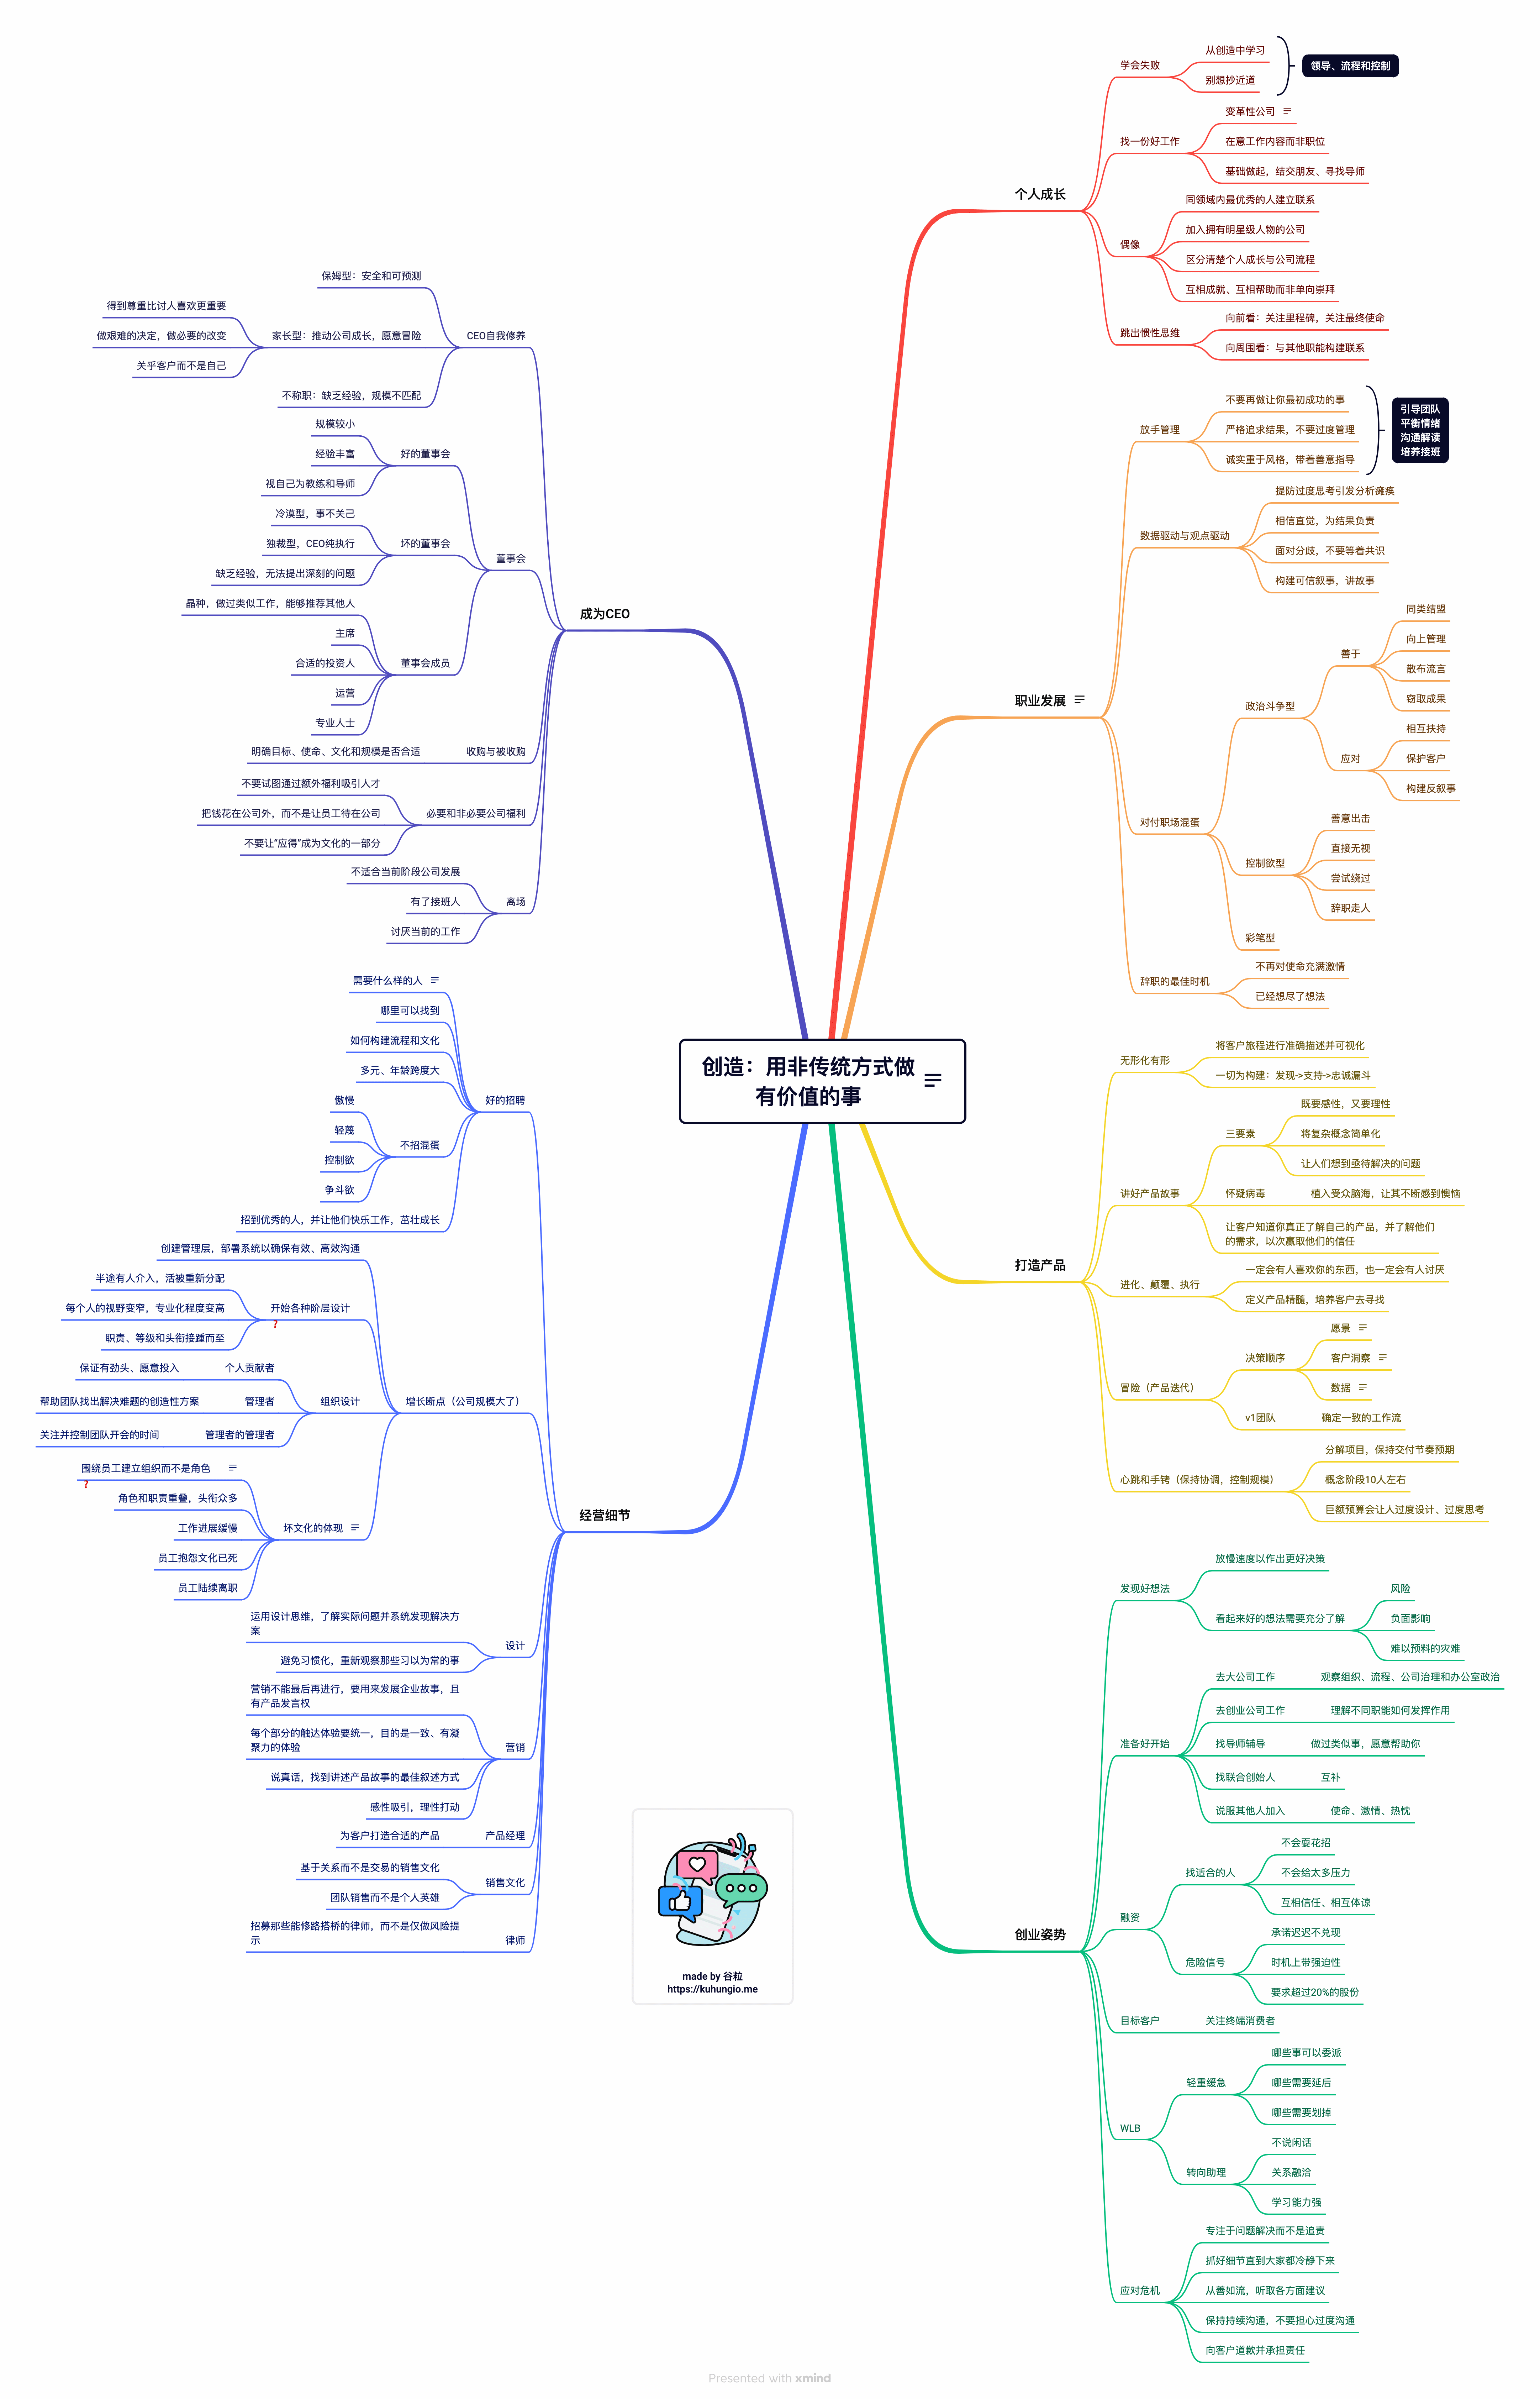 创造：用非传统方式做
有价值的事
个人成长
学会失败
从创造中学习
别想抄近道
领导、流程和控制
找一份好工作
变革性公司
在意工作内容而非职位
基础做起，结交朋友、寻找导师
偶像
同领域内最优秀的人建立联系
加入拥有明星级人物的公司
区分清楚个人成长与公司流程
互相成就、互相帮助而非单向崇拜
跳出惯性思维
向前看：关注里程碑，关注最终使命
向周围看：与其他职能构建联系
职业发展
放手管理
不要再做让你最初成功的事
严格追求结果，不要过度管理
诚实重于风格，带着善意指导
引导团队
平衡情绪
沟通解读
培养接班
数据驱动与观点驱动
提防过度思考引发分析瘫痪
相信直觉，为结果负责
面对分歧，不要等着共识
构建可信叙事，讲故事
对付职场混蛋
政治斗争型
善于
同类结盟
向上管理
散布流言
窃取成果
应对
相互扶持
保护客户
构建反叙事
控制欲型
善意出击
直接无视
尝试绕过
辞职走人
彩笔型
辞职的最佳时机
不再对使命充满激情
已经想尽了想法
打造产品
无形化有形
将客户旅程进行准确描述并可视化
一切为构建：发现->支持->忠诚漏斗
讲好产品故事
三要素
既要感性，又要理性
将复杂概念简单化
让人们想到亟待解决的问题
怀疑病毒
植入受众脑海，让其不断感到懊恼
让客户知道你真正了解自己的产品，并了解他们
的需求，以次赢取他们的信任
进化、颠覆、执行
一定会有人喜欢你的东西，也一定会有人讨厌
定义产品精髓，培养客户去寻找
冒险（产品迭代）
决策顺序
愿景
客户洞察
数据
v1团队
确定一致的工作流
心跳和手铐（保持协调，控制规模）
分解项目，保持交付节奏预期
概念阶段10人左右
巨额预算会让人过度设计、过度思考
创业姿势
发现好想法
放慢速度以作出更好决策
看起来好的想法需要充分了解
风险
负面影响
难以预料的灾难
准备好开始
去大公司工作
观察组织、流程、公司治理和办公室政治
去创业公司工作
理解不同职能如何发挥作用
找导师辅导
做过类似事，愿意帮助你
找联合创始人
互补
说服其他人加入
使命、激情、热忱
融资
找适合的人
不会耍花招
不会给太多压力
互相信任、相互体谅
危险信号
承诺迟迟不兑现
时机上带强迫性
要求超过20%的股份
目标客户
关注终端消费者
WLB
轻重缓急
哪些事可以委派
哪些需要延后
哪些需要划掉
转向助理
不说闲话
关系融洽
学习能力强
应对危机
专注于问题解决而不是追责
抓好细节直到大家都冷静下来
从善如流，听取各方面建议
保持持续沟通，不要担心过度沟通
向客户道歉并承担责任
成为CEO
CEO自我修养
保姆型：安全和可预测
家长型：推动公司成长，愿意冒险
得到尊重比讨人喜欢更重要
做艰难的决定，做必要的改变
关乎客户而不是自己
不称职：缺乏经验，规模不匹配
董事会
好的董事会
规模较小
经验丰富
视自己为教练和导师
坏的董事会
冷漠型，事不关己
独裁型，CEO纯执行
缺乏经验，无法提出深刻的问题
董事会成员
晶种，做过类似工作，能够推荐其他人
主席
合适的投资人
运营
专业人士
收购与被收购
明确目标、使命、文化和规模是否合适
必要和非必要公司福利
不要试图通过额外福利吸引人才
把钱花在公司外，而不是让员工待在公司
不要让“应得”成为文化的一部分
离场
不适合当前阶段公司发展
有了接班人
讨厌当前的工作
经营细节
好的招聘
需要什么样的人
哪里可以找到
如何构建流程和文化
多元、年龄跨度大
不招混蛋
傲慢
轻蔑
控制欲
争斗欲
招到优秀的人，并让他们快乐工作，茁壮成长
增长断点（公司规模大了）
创建管理层，部署系统以确保有效、高效沟通
开始各种阶层设计
?
半途有人介入，活被重新分配
每个人的视野变窄，专业化程度变高
职责、等级和头衔接踵而至
组织设计
个人贡献者
保证有劲头、愿意投入
管理者
帮助团队找出解决难题的创造性方案
管理者的管理者
关注并控制团队开会的时间
坏文化的体现
围绕员工建立组织而不是角色
?
角色和职责重叠，头衔众多
工作进展缓慢
员工抱怨文化已死
员工陆续离职
设计
运用设计思维，了解实际问题并系统发现解决方
案
避免习惯化，重新观察那些习以为常的事
营销
营销不能最后再进行，要用来发展企业故事，且
有产品发言权
每个部分的触达体验要统一，目的是一致、有凝
聚力的体验
说真话，找到讲述产品故事的最佳叙述方式
感性吸引，理性打动
产品经理
为客户打造合适的产品
销售文化
基于关系而不是交易的销售文化
团队销售而不是个人英雄
律师
招募那些能修路搭桥的律师，而不是仅做风险提
示
made by 谷粒
https://kuhungio.me
Presented with xmind